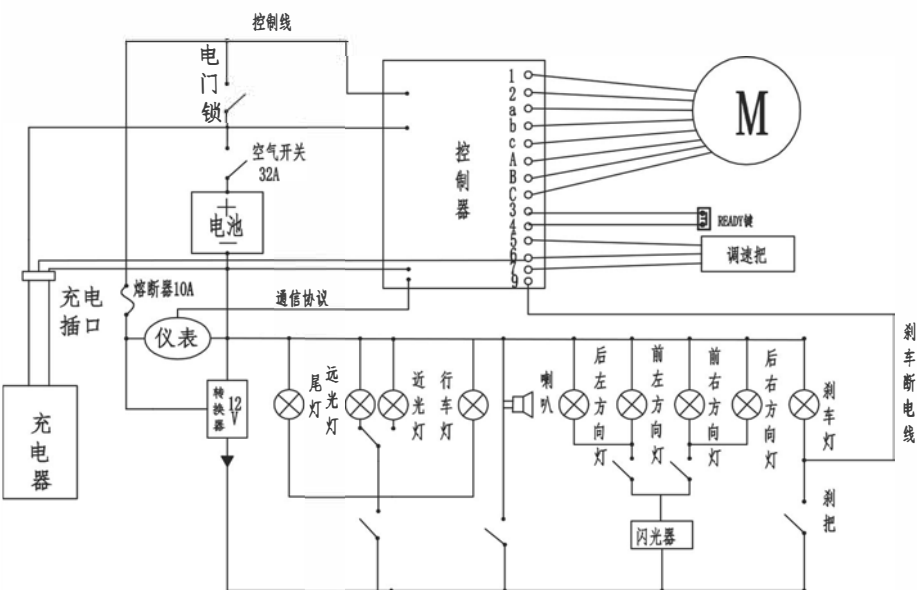 控制线
电门锁
空气开关
32A
+
电池
−
控制器
1
2
a
b
c
A
B
C
3
4
5
6
7
9
M
READY键
调速把
充电
插口
熔断器10A
通信协议
仪表
充电器
转换器
12V
尾灯
远光灯
近光灯
行车灯
喇叭
后左方向灯
前左方向灯
前右方向灯
后右方向灯
刹车灯
刹车断电线
刹把
闪光器